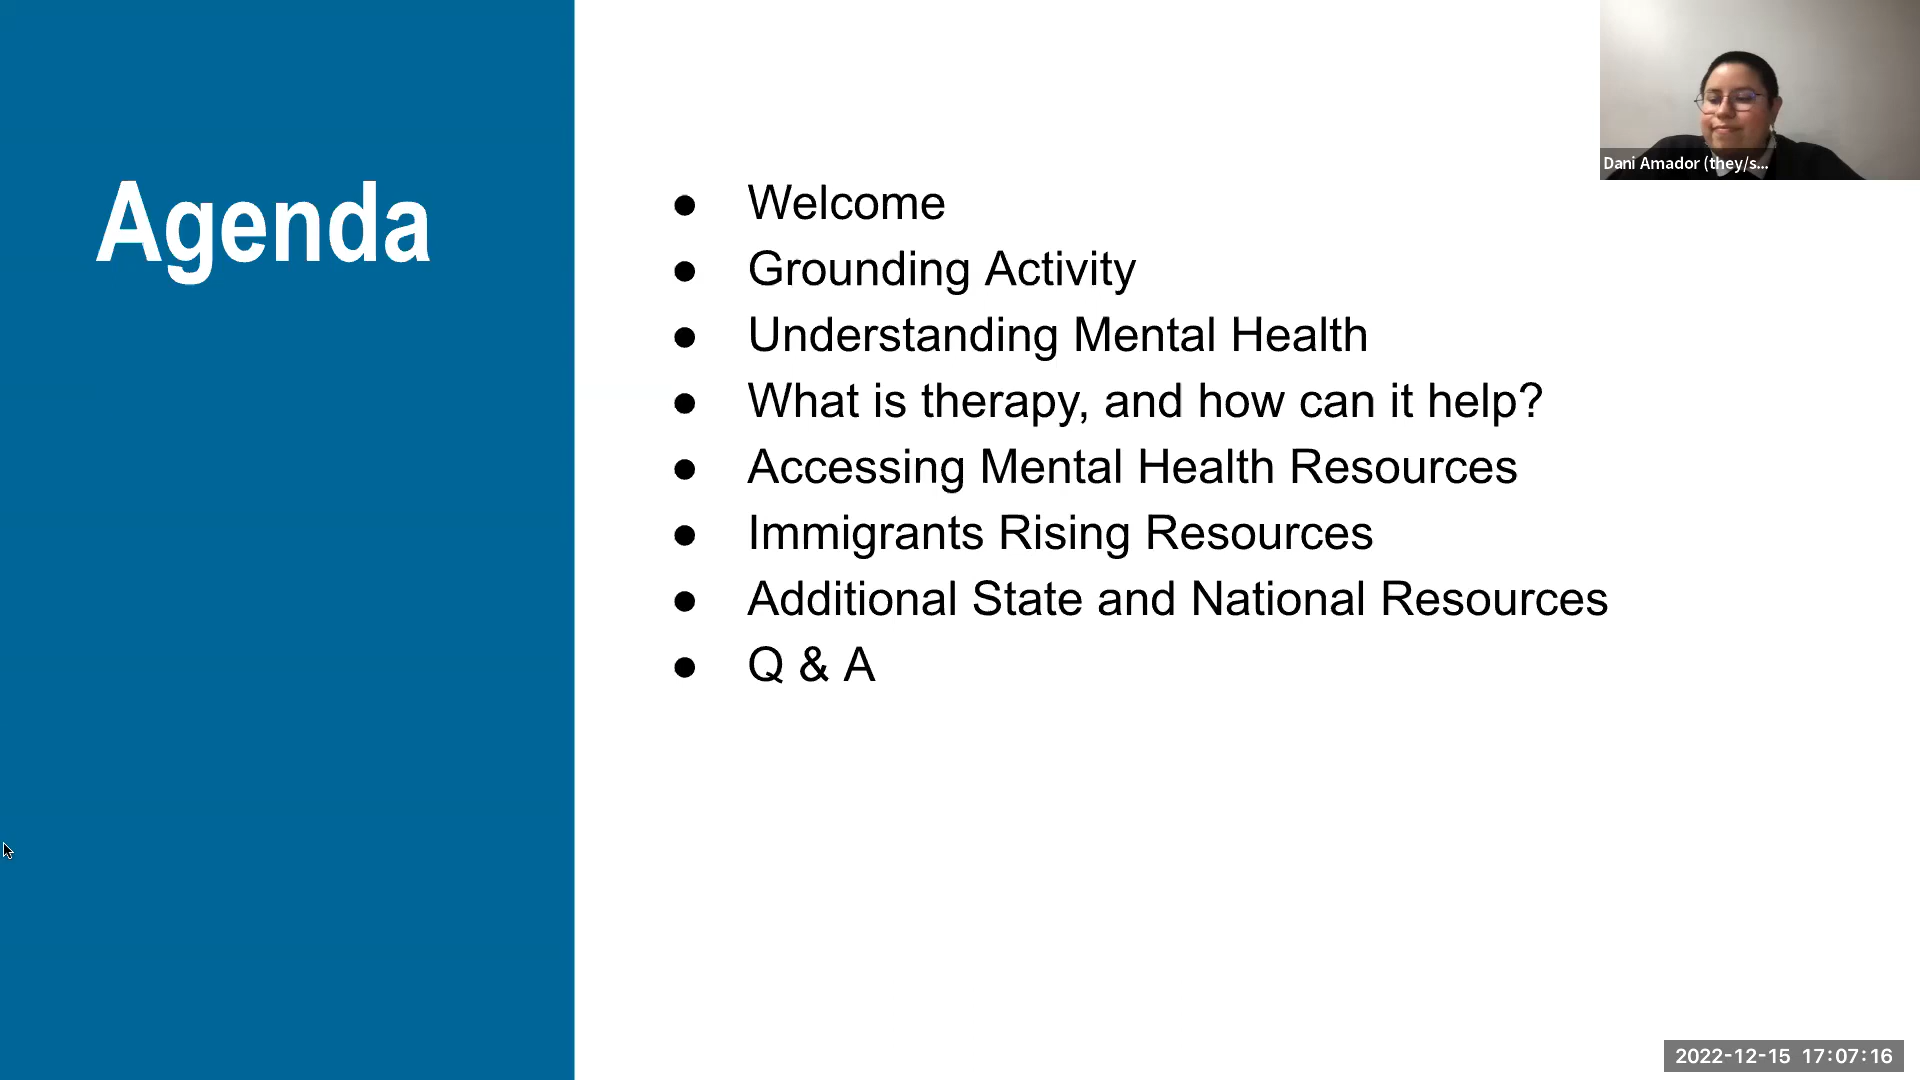 Agenda
● Welcome
● Grounding Activity
● Understanding Mental Health
● What is therapy, and how can it help?
● Accessing Mental Health Resources
● Immigrants Rising Resources
● Additional State and National Resources
● Q & A
Dani Amador (they/s...
2022-12-15 17:07:16